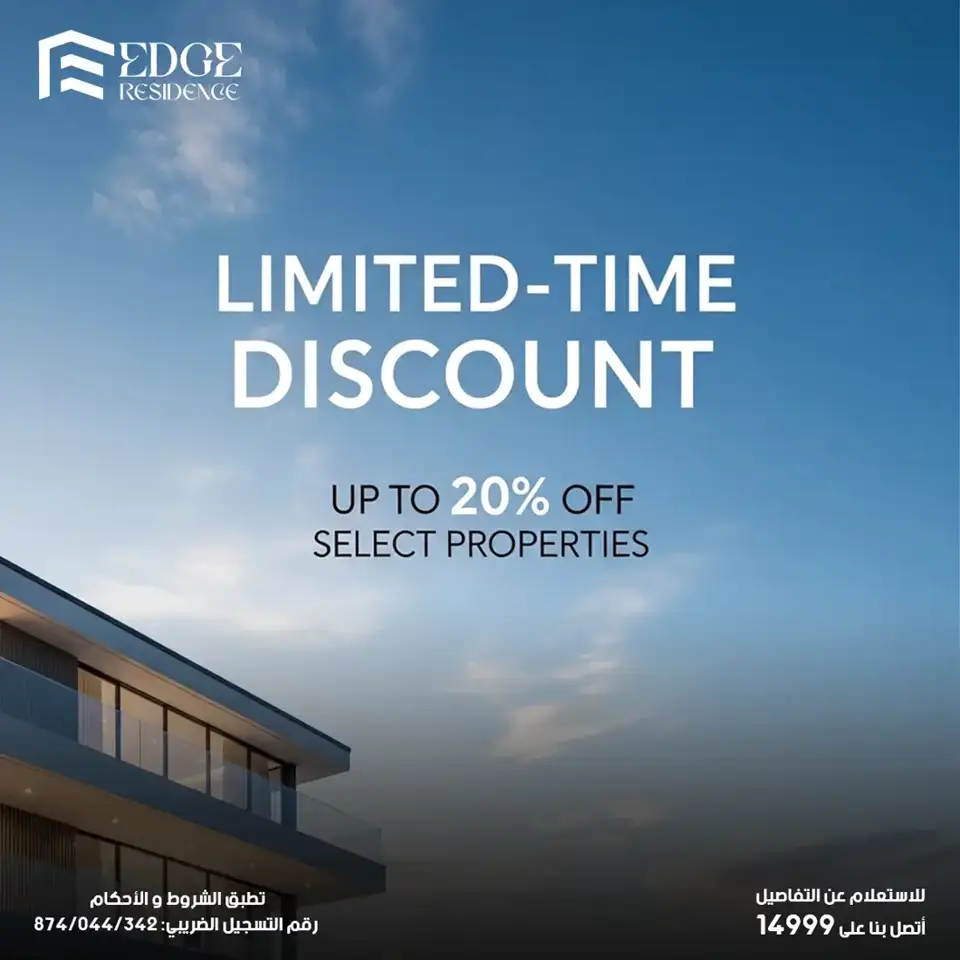 EDGE
RESIDENCE
LIMITED-TIME
DISCOUNT
UP TO 20% OFF
SELECT PROPERTIES
تطبق الشروط و الأحكام
رقم التسجيل الضريبي: 874/044/342
للاستعلام عن التفاصيل
أتصل بنا على 14999